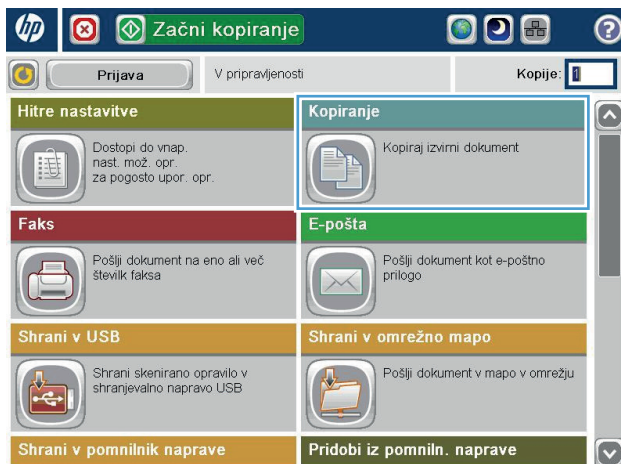 hp
Začni kopiranje
?
Prijava
V pripravljenosti
Kopije: 1
Hitre nastavitve
Dostopi do vnap.
nast. mož. opr.
za pogosto upor. opr.
Kopiranje
Kopiraj izvirni dokument
Faks
Pošlji dokument na eno ali več
številk faksa
E-pošta
Pošlji dokument kot e-poštno
prilogo
Shrani v USB
Shrani skenirano opravilo v
shranjevalno napravo USB
Shrani v omrežno mapo
Pošlji dokument v mapo v omrežju
Shrani v pomnilnik naprave
Pridobi iz pomniln. naprave